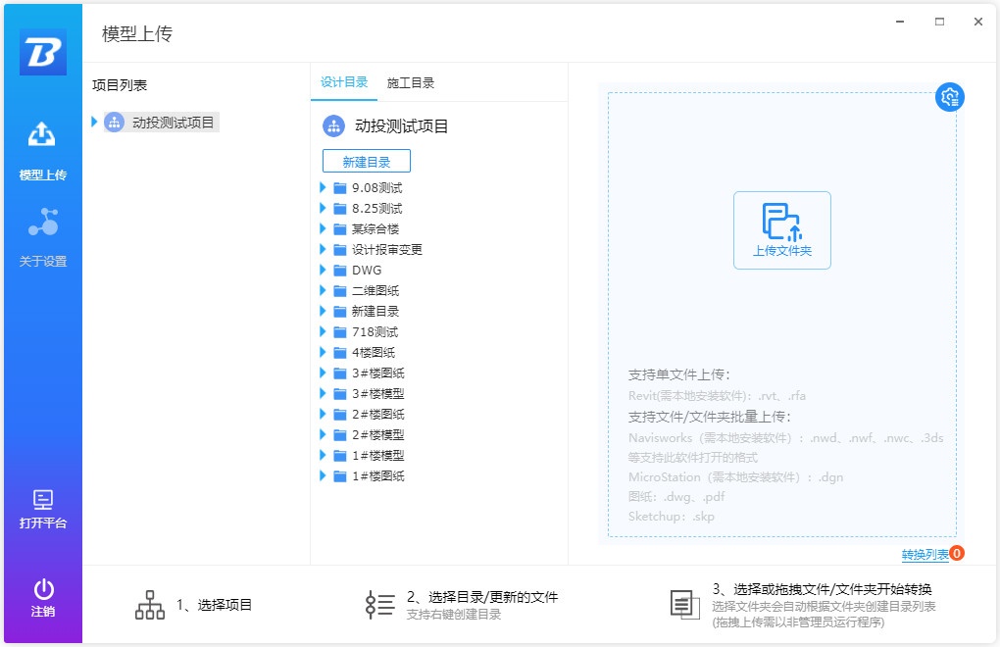 模型上传
B
模型上传
关于设置
打开平台
注销
项目列表
动投测试项目
设计目录
施工目录
动投测试项目
新建目录
9.08测试
8.25测试
某综合楼
设计报审变更
DWG
二维图纸
新建目录
718测试
4楼图纸
3#楼图纸
3#楼模型
2#楼图纸
2#楼模型
1#楼模型
1#楼图纸
上传文件夹
支持单文件上传:
Revit(需本地安装软件): .rvt、.rfa
支持文件/文件夹批量上传:
Navisworks（需本地安装软件）: .nwd、.nwf、.nwc、.3ds
等支持此软件打开的格式
MicroStation（需本地安装软件）: .dgn
图纸: .dwg、.pdf
Sketchup: .skp
转换列表 0
1、选择项目
2、选择目录/更新的文件
支持右键创建目录
3、选择或拖拽文件/文件夹开始转换
选择文件夹会自动根据文件夹创建目录列表
(拖拽上传需以非管理员运行程序)